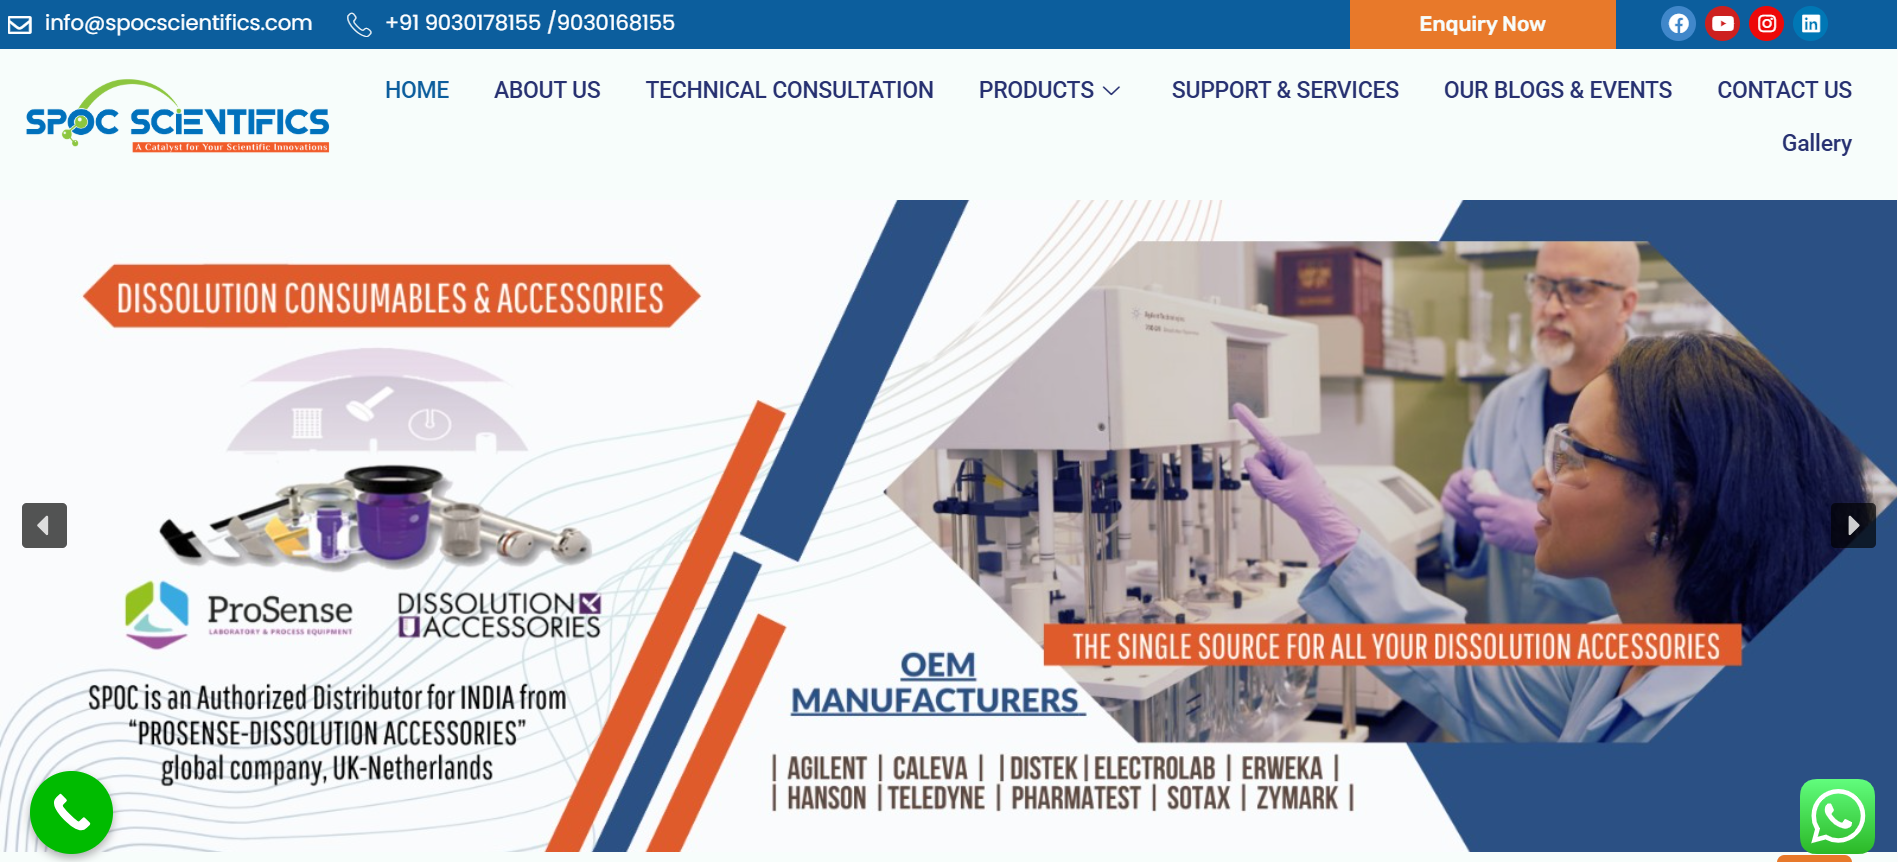 info@spocscientifics.com
+91 9030178155 /9030168155
Enquiry Now
SPOC SCIENTIFICS
A Catalyst for Your Scientific Innovations
HOME
ABOUT US
TECHNICAL CONSULTATION
PRODUCTS
SUPPORT & SERVICES
OUR BLOGS & EVENTS
CONTACT US
Gallery
DISSOLUTION CONSUMABLES & ACCESSORIES
Agilent Technologies
ProSense
LABORATORY & PROCESS EQUIPMENT
DISSOLUTION
ACCESSORIES
SPOC is an Authorized Distributor for INDIA from
“PROSENSE-DISSOLUTION ACCESSORIES”
global company, UK-Netherlands
THE SINGLE SOURCE FOR ALL YOUR DISSOLUTION ACCESSORIES
OEM
MANUFACTURERS
| AGILENT | CALEVA | | DISTEK | ELECTROLAB | ERWEKA |
| HANSON | TELEDYNE | PHARMATEST | SOTAX | ZYMARK |